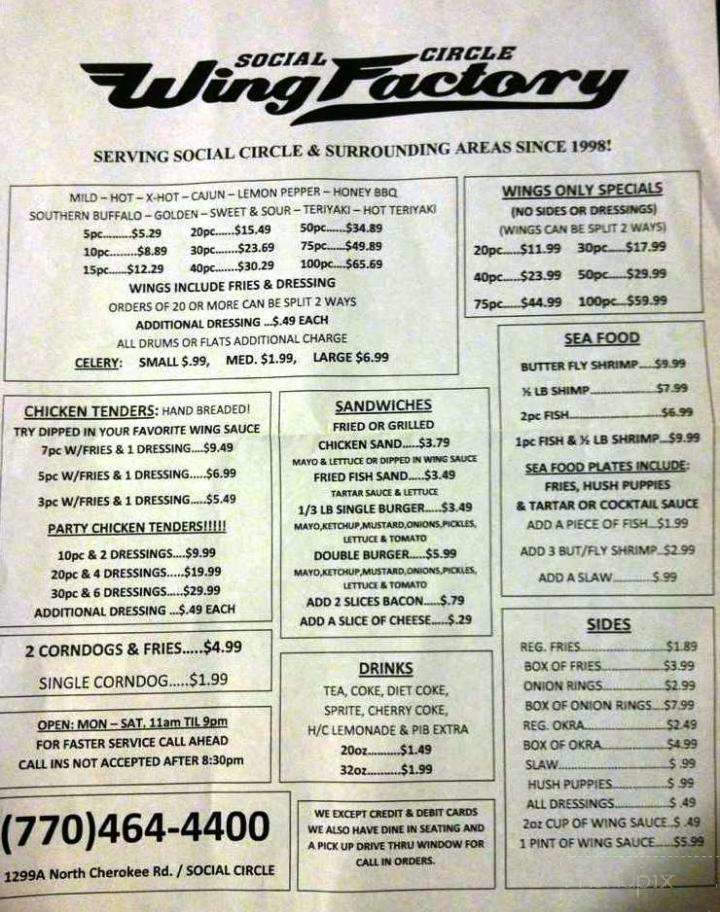 SOCIAL CIRCLE
Wing Factory
SERVING SOCIAL CIRCLE & SURROUNDING AREAS SINCE 1998!
MILD – HOT – X-HOT – CAJUN – LEMON PEPPER – HONEY BBQ
SOUTHERN BUFFALO – GOLDEN – SWEET & SOUR – TERIYAKI – HOT TERIYAKI
5pc.........$5.29 20pc.....$15.49 50pc.....$34.89
10pc.......$8.89 30pc.....$23.69 75pc.....$49.89
15pc.....$12.29 40pc.....$30.29 100pc....$65.69
WINGS INCLUDE FRIES & DRESSING
ORDERS OF 20 OR MORE CAN BE SPLIT 2 WAYS
ADDITIONAL DRESSING ...$.49 EACH
ALL DRUMS OR FLATS ADDITIONAL CHARGE
CELERY: SMALL $.99, MED. $1.99, LARGE $6.99
WINGS ONLY SPECIALS
(NO SIDES OR DRESSINGS)
(WINGS CAN BE SPLIT 2 WAYS)
20pc.....$11.99 30pc....$17.99
40pc.....$23.99 50pc....$29.99
75pc.....$44.99 100pc...$59.99
CHICKEN TENDERS: HAND BREADED!
TRY DIPPED IN YOUR FAVORITE WING SAUCE
7pc W/FRIES & 1 DRESSING....$9.49
5pc W/FRIES & 1 DRESSING....$6.99
3pc W/FRIES & 1 DRESSING....$5.49
PARTY CHICKEN TENDERS!!!!!
10pc & 2 DRESSINGS....$9.99
20pc & 4 DRESSINGS.....$19.99
30pc & 6 DRESSINGS.....$29.99
ADDITIONAL DRESSING ...$.49 EACH
2 CORNDOGS & FRIES.....$4.99
SINGLE CORNDOG.....$1.99
OPEN: MON – SAT, 11am TIL 9pm
FOR FASTER SERVICE CALL AHEAD
CALL INS NOT ACCEPTED AFTER 8:30pm
(770)464-4400
1299A North Cherokee Rd. / SOCIAL CIRCLE
SANDWICHES
FRIED OR GRILLED
CHICKEN SAND.....$3.79
MAYO & LETTUCE OR DIPPED IN WING SAUCE
FRIED FISH SAND....$3.49
TARTAR SAUCE & LETTUCE
1/3 LB SINGLE BURGER.....$3.49
MAYO,KETCHUP,MUSTARD,ONIONS,PICKLES,
LETTUCE & TOMATO
DOUBLE BURGER.....$5.99
MAYO,KETCHUP,MUSTARD,ONIONS,PICKLES,
LETTUCE & TOMATO
ADD 2 SLICES BACON.....$.79
ADD A SLICE OF CHEESE.....$.29
DRINKS
TEA, COKE, DIET COKE,
SPRITE, CHERRY COKE,
H/C LEMONADE & PIB EXTRA
20oz..........$1.49
32oz..........$1.99
WE EXCEPT CREDIT & DEBIT CARDS
WE ALSO HAVE DINE IN SEATING AND
A PICK UP DRIVE THRU WINDOW FOR
CALL IN ORDERS.
SEA FOOD
BUTTER FLY SHRIMP.....$9.99
½ LB SHIMP................$7.99
2pc FISH......................$6.99
1pc FISH & ½ LB SHRIMP...$9.99
SEA FOOD PLATES INCLUDE:
FRIES, HUSH PUPPIES
& TARTAR OR COCKTAIL SAUCE
ADD A PIECE OF FISH...$1.99
ADD 3 BUT/FLY SHRIMP..$2.99
ADD A SLAW.............$.99
SIDES
REG. FRIES......................$1.89
BOX OF FRIES................$3.99
ONION RINGS................$2.99
BOX OF ONION RINGS...$7.99
REG. OKRA.....................$2.49
BOX OF OKRA................$4.99
SLAW.............................$ .99
HUSH PUPPIES...............$ .99
ALL DRESSINGS..............$ .49
2oz CUP OF WING SAUCE..$ .49
1 PINT OF WING SAUCE....$5.99